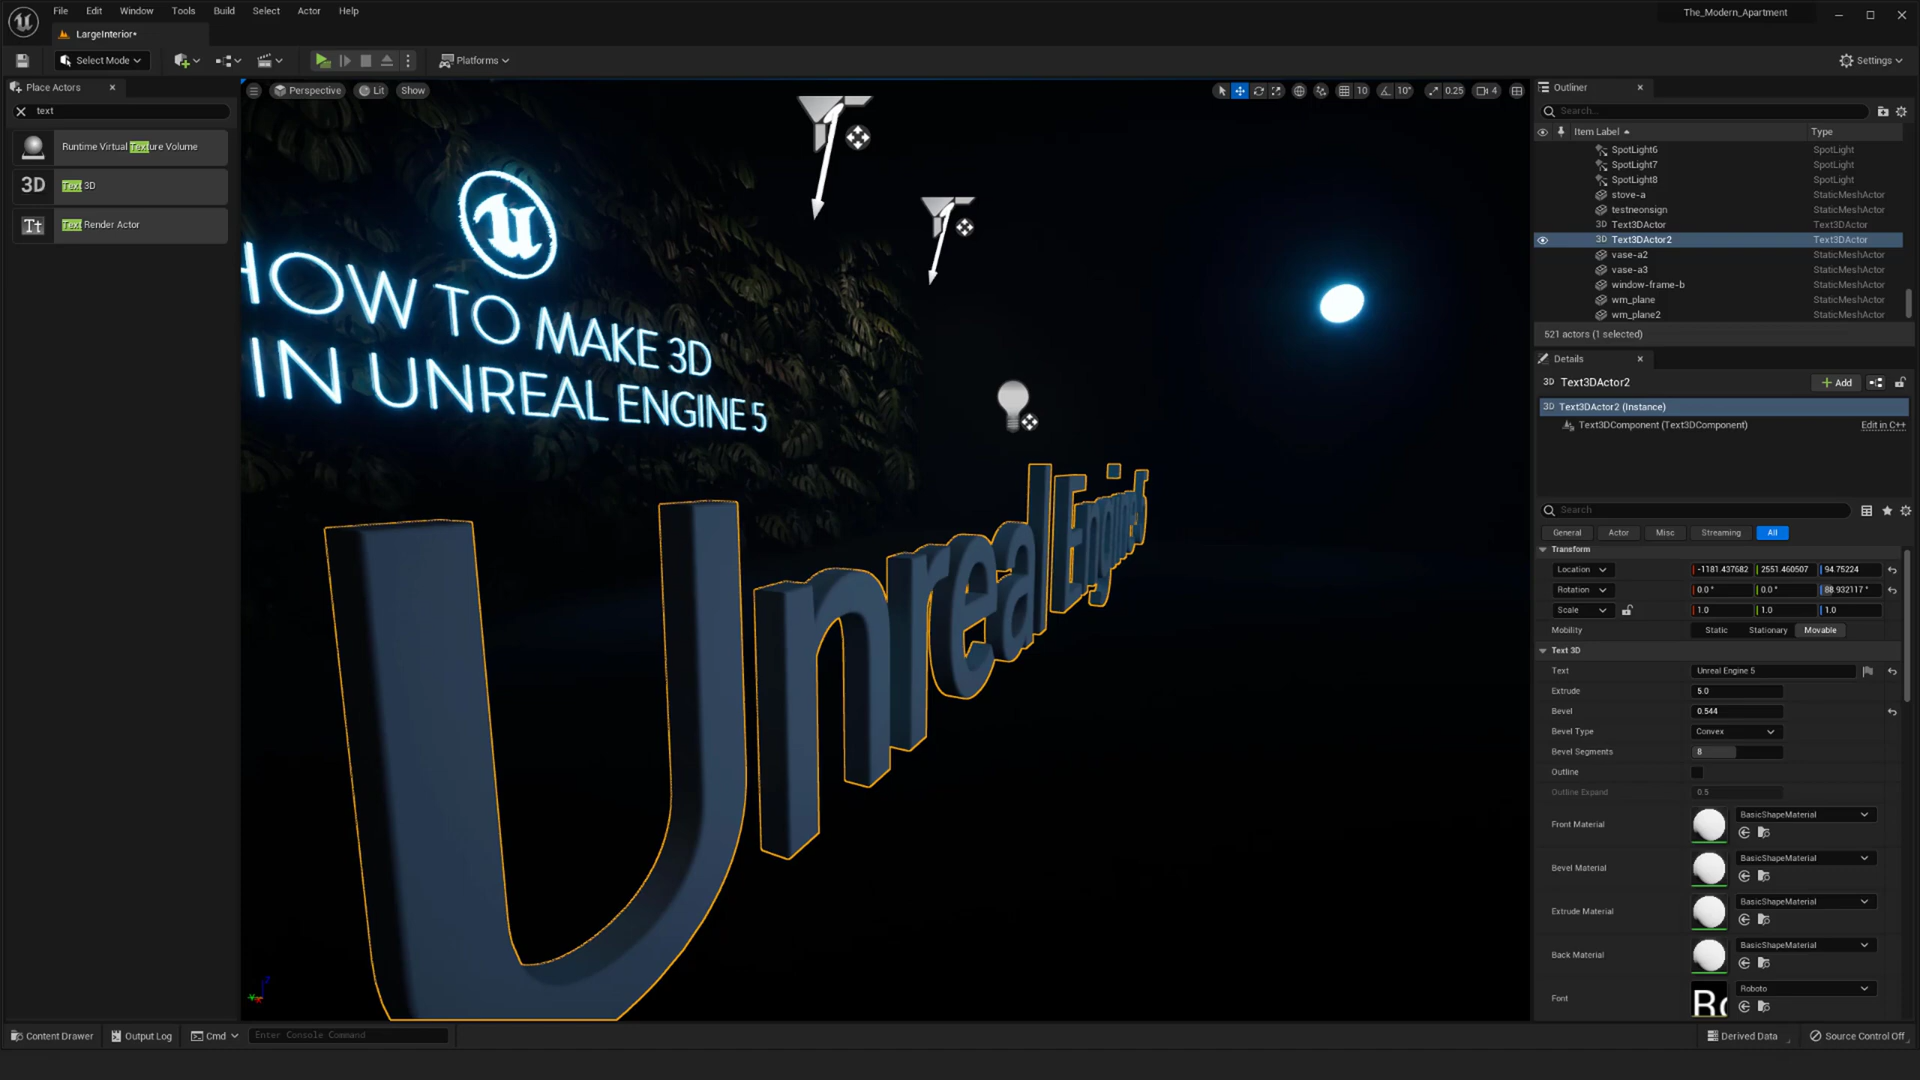 File Edit Window Tools Build Select Actor Help
The_Modern_Apartment
LargeInterior*
Select Mode
Platforms
Settings
Place Actors
text
Runtime Virtual Texture Volume
3D Text 3D
Tt Text Render Actor
Perspective Lit Show
10 10° 0.25 4
HOW TO MAKE 3D
IN UNREAL ENGINE 5
Unreal Engine 5
Outliner
Search...
Item Label Type
SpotLight6 SpotLight
SpotLight7 SpotLight
SpotLight8 SpotLight
stove-a StaticMeshActor
testneonsign StaticMeshActor
3D Text3DActor Text3DActor
3D Text3DActor2 Text3DActor
vase-a2 StaticMeshActor
vase-a3 StaticMeshActor
window-frame-b StaticMeshActor
wm_plane StaticMeshActor
wm_plane2 StaticMeshActor
521 actors (1 selected)
Details
3D Text3DActor2 Add
3D Text3DActor2 (Instance)
Text3DComponent (Text3DComponent) Edit in C++
Search
General Actor Misc Streaming All
Transform
Location -1181.437682 2551.460507 94.75224
Rotation 0.0° 0.0° 88.932117°
Scale 1.0 1.0 1.0
Mobility Static Stationary Movable
Text 3D
Text Unreal Engine 5
Extrude 5.0
Bevel 0.544
Bevel Type Convex
Bevel Segments 8
Outline
Outline Expand 0.5
Front Material BasicShapeMaterial
Bevel Material BasicShapeMaterial
Extrude Material BasicShapeMaterial
Back Material BasicShapeMaterial
Font Ro Roboto
Content Drawer Output Log Cmd Enter Console Command
Derived Data Source Control Off